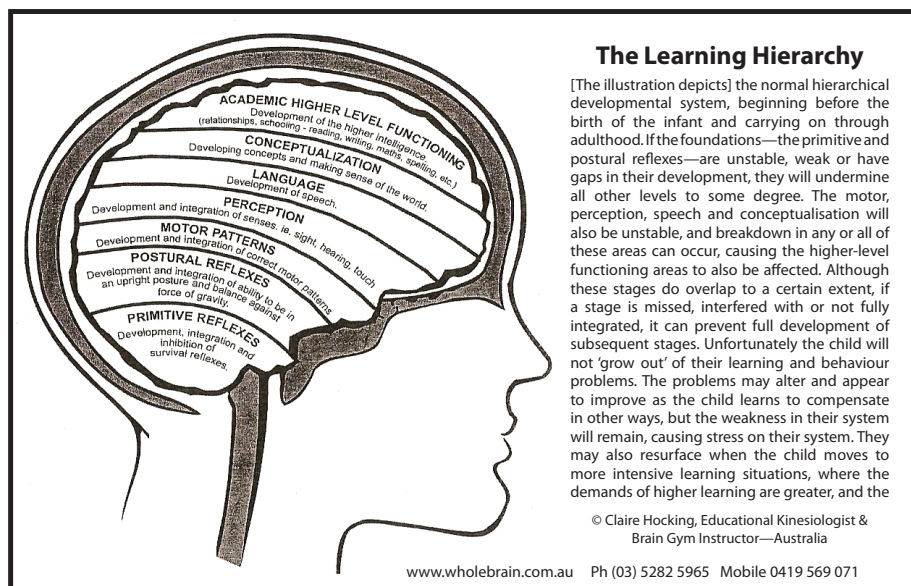 ACADEMIC HIGHER LEVEL FUNCTIONING
Development of the higher intelligence.
(relationships, schooling - reading, writing, maths, spelling, etc.)
CONCEPTUALIZATION
Developing concepts and making sense of the world.
LANGUAGE
Development of speech.
PERCEPTION
Development and integration of senses. ie. sight, hearing, touch
MOTOR PATTERNS
Development and integration of correct motor patterns
POSTURAL REFLEXES
Development and integration of ability to be in
an upright posture and balance against
force of gravity.
PRIMITIVE REFLEXES
Development, integration and
inhibition of
survival reflexes.
The Learning Hierarchy
[The illustration depicts] the normal hierarchical
developmental system, beginning before the
birth of the infant and carrying on through
adulthood. If the foundations—the primitive and
postural reflexes—are unstable, weak or have
gaps in their development, they will undermine
all other levels to some degree. The motor,
perception, speech and conceptualisation will
also be unstable, and breakdown in any or all of
these areas can occur, causing the higher-level
functioning areas to also be affected. Although
these stages do overlap to a certain extent, if
a stage is missed, interfered with or not fully
integrated, it can prevent full development of
subsequent stages. Unfortunately the child will
not ‘grow out’ of their learning and behaviour
problems. The problems may alter and appear
to improve as the child learns to compensate
in other ways, but the weakness in their system
will remain, causing stress on their system. They
may also resurface when the child moves to
more intensive learning situations, where the
demands of higher learning are greater, and the
© Claire Hocking, Educational Kinesiologist &
Brain Gym Instructor—Australia
www.wholebrain.com.au Ph (03) 5282 5965 Mobile 0419 569 071